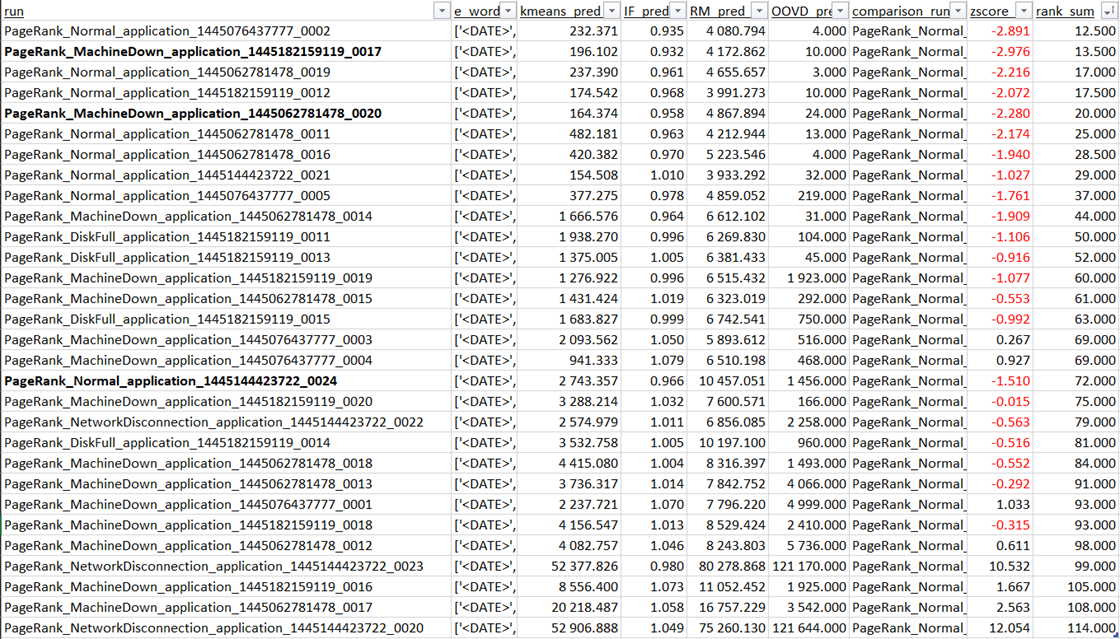 run e_word kmeans_pred IF_pred RM_pred OOVD_pre comparison_run zscore_ rank_sum
PageRank_Normal_application_1445076437777_0002 ['<DATE>', 232.371 0.935 4 080.794 4.000 PageRank_Normal_ -2.891 12.500
PageRank_MachineDown_application_1445182159119_0017 ['<DATE>', 196.102 0.932 4 172.862 10.000 PageRank_Normal_ -2.976 13.500
PageRank_Normal_application_1445062781478_0019 ['<DATE>', 237.390 0.961 4 655.657 3.000 PageRank_Normal_ -2.216 17.000
PageRank_Normal_application_1445182159119_0012 ['<DATE>', 174.542 0.968 3 991.273 10.000 PageRank_Normal_ -2.072 17.500
PageRank_MachineDown_application_1445062781478_0020 ['<DATE>', 164.374 0.958 4 867.894 24.000 PageRank_Normal_ -2.280 20.000
PageRank_Normal_application_1445062781478_0011 ['<DATE>', 482.181 0.963 4 212.944 13.000 PageRank_Normal_ -2.174 25.000
PageRank_Normal_application_1445062781478_0016 ['<DATE>', 420.382 0.970 5 223.546 4.000 PageRank_Normal_ -1.940 28.500
PageRank_Normal_application_1445144423722_0021 ['<DATE>', 154.508 1.010 3 933.292 32.000 PageRank_Normal_ -1.027 29.000
PageRank_Normal_application_1445076437777_0005 ['<DATE>', 377.275 0.978 4 859.052 219.000 PageRank_Normal_ -1.761 37.000
PageRank_MachineDown_application_1445062781478_0014 ['<DATE>', 1 666.576 0.964 6 612.102 31.000 PageRank_Normal_ -1.909 44.000
PageRank_DiskFull_application_1445182159119_0011 ['<DATE>', 1 938.270 0.996 6 269.830 104.000 PageRank_Normal_ -1.106 50.000
PageRank_DiskFull_application_1445182159119_0013 ['<DATE>', 1 375.005 1.005 6 381.433 45.000 PageRank_Normal_ -0.916 52.000
PageRank_MachineDown_application_1445182159119_0019 ['<DATE>', 1 276.922 0.996 6 515.432 1 923.000 PageRank_Normal_ -1.077 60.000
PageRank_MachineDown_application_1445062781478_0015 ['<DATE>', 1 431.424 1.019 6 323.019 292.000 PageRank_Normal_ -0.553 61.000
PageRank_DiskFull_application_1445182159119_0015 ['<DATE>', 1 683.827 0.999 6 742.541 750.000 PageRank_Normal_ -0.992 63.000
PageRank_MachineDown_application_1445076437777_0003 ['<DATE>', 2 093.562 1.050 5 893.612 516.000 PageRank_Normal_ 0.267 69.000
PageRank_MachineDown_application_1445076437777_0004 ['<DATE>', 941.333 1.079 6 510.198 468.000 PageRank_Normal_ 0.927 69.000
PageRank_Normal_application_1445144423722_0024 ['<DATE>', 2 743.357 0.966 10 457.051 1 456.000 PageRank_Normal_ -1.510 72.000
PageRank_MachineDown_application_1445182159119_0020 ['<DATE>', 3 288.214 1.032 7 600.571 166.000 PageRank_Normal_ -0.015 75.000
PageRank_NetworkDisconnection_application_1445144423722_0022 ['<DATE>', 2 574.979 1.011 6 856.085 2 258.000 PageRank_Normal_ -0.563 79.000
PageRank_DiskFull_application_1445182159119_0014 ['<DATE>', 3 532.758 1.005 10 197.100 960.000 PageRank_Normal_ -0.516 81.000
PageRank_MachineDown_application_1445062781478_0018 ['<DATE>', 4 415.080 1.004 8 316.397 1 493.000 PageRank_Normal_ -0.552 84.000
PageRank_MachineDown_application_1445062781478_0013 ['<DATE>', 3 736.317 1.014 7 842.752 4 066.000 PageRank_Normal_ -0.292 91.000
PageRank_MachineDown_application_1445076437777_0001 ['<DATE>', 2 237.721 1.070 7 796.220 4 999.000 PageRank_Normal_ 1.033 93.000
PageRank_MachineDown_application_1445182159119_0018 ['<DATE>', 4 156.547 1.013 8 529.424 2 410.000 PageRank_Normal_ -0.315 93.000
PageRank_MachineDown_application_1445062781478_0012 ['<DATE>', 4 082.757 1.046 8 243.803 5 736.000 PageRank_Normal_ 0.611 98.000
PageRank_NetworkDisconnection_application_1445144423722_0023 ['<DATE>', 52 377.826 0.980 80 278.868 121 170.000 PageRank_Normal_ 10.532 99.000
PageRank_MachineDown_application_1445182159119_0016 ['<DATE>', 8 556.400 1.073 11 052.452 1 925.000 PageRank_Normal_ 1.667 105.000
PageRank_MachineDown_application_1445062781478_0017 ['<DATE>', 20 218.487 1.058 16 757.229 3 542.000 PageRank_Normal_ 2.563 108.000
PageRank_NetworkDisconnection_application_1445144423722_0020 ['<DATE>', 52 906.888 1.049 75 260.130 121 644.000 PageRank_Normal_ 12.054 114.000